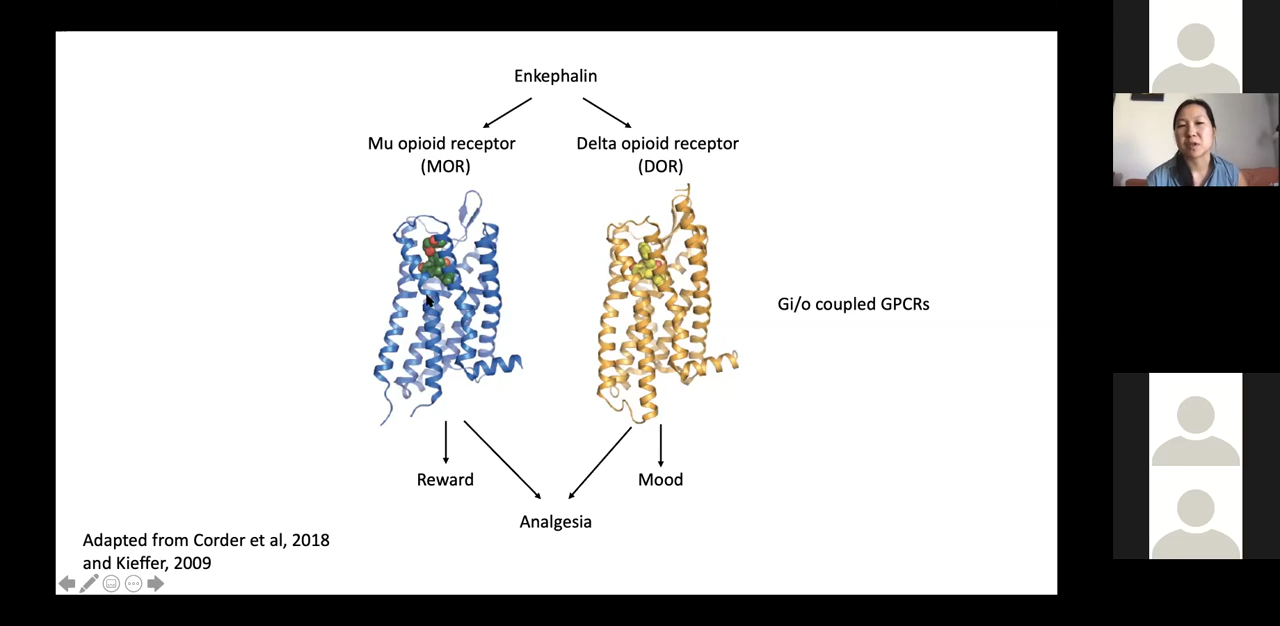 Enkephalin
Mu opioid receptor
(MOR)
Delta opioid receptor
(DOR)
Gi/o coupled GPCRs
Reward
Mood
Analgesia
Adapted from Corder et al, 2018
and Kieffer, 2009